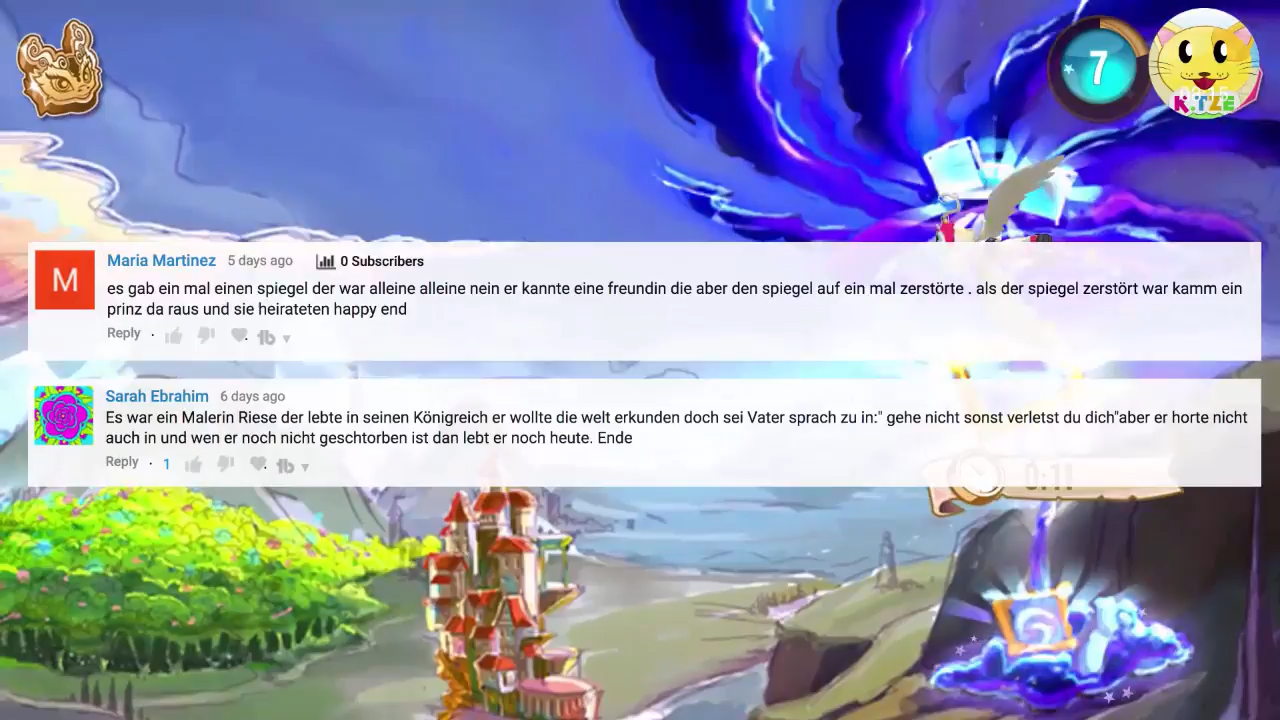 7
K.TZE
Maria Martinez 5 days ago 0 Subscribers
es gab ein mal einen spiegel der war alleine alleine nein er kannte eine freundin die aber den spiegel auf ein mal zerstörte . als der spiegel zerstört war kamm ein
prinz da raus und sie heirateten happy end
Reply
M
Sarah Ebrahim 6 days ago
Es war ein Malerin Riese der lebte in seinen Königreich er wollte die welt erkunden doch sei Vater sprach zu in:" gehe nicht sonst verletst du dich"aber er horte nicht
auch in und wen er noch nicht geschtorben ist dan lebt er noch heute. Ende
Reply · 1
0:11